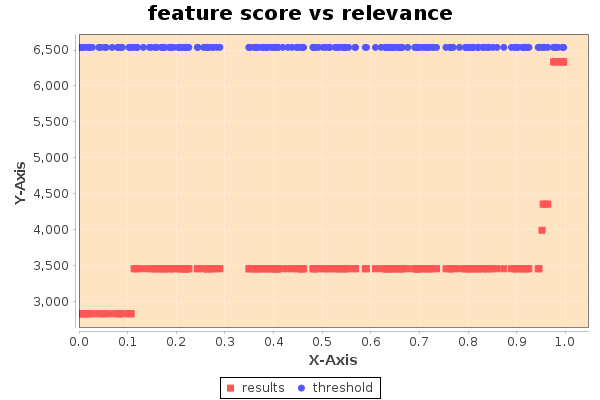 feature score vs relevance
6,500
6,000
5,500
5,000
4,500
4,000
3,500
3,000
Y-Axis
0.0 0.1 0.2 0.3 0.4 0.5 0.6 0.7 0.8 0.9 1.0
X-Axis
results threshold